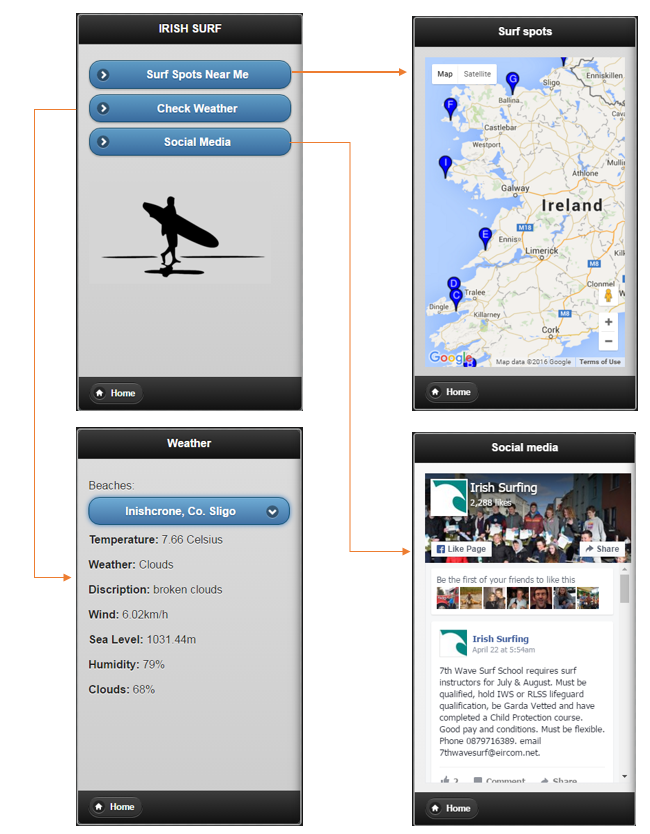 IRISH SURF
Surf Spots Near Me
Check Weather
Social Media
Home
Surf spots
Map
Satellite
Sligo
Enniskillen
G
Ballina
F
Castlebar
Westport
I
Mullin
Athlone
Galway
Ireland
M18
E
Ennis
Limerick
M8
D
Tralee
C
Dingle
Killarney
Clonmel
Cork
Google
Map data ©2016 Google
Terms of Use
Home
Weather
Beaches:
Inishcrone, Co. Sligo
Temperature: 7.66 Celsius
Weather: Clouds
Discription: broken clouds
Wind: 6.02km/h
Sea Level: 1031.44m
Humidity: 79%
Clouds: 68%
Home
Social media
Irish Surfing
2,288 likes
Like Page
Share
Be the first of your friends to like this
Irish Surfing
April 22 at 5:54am
7th Wave Surf School requires surf
instructors for July & August. Must be
qualified, hold IWS or RLSS lifeguard
qualification, be Garda Vetted and have
completed a Child Protection course.
Good pay and conditions. Must be flexible.
Phone 0879716389. email
7thwavesurf@eircom.net.
2 Comment Share
Home